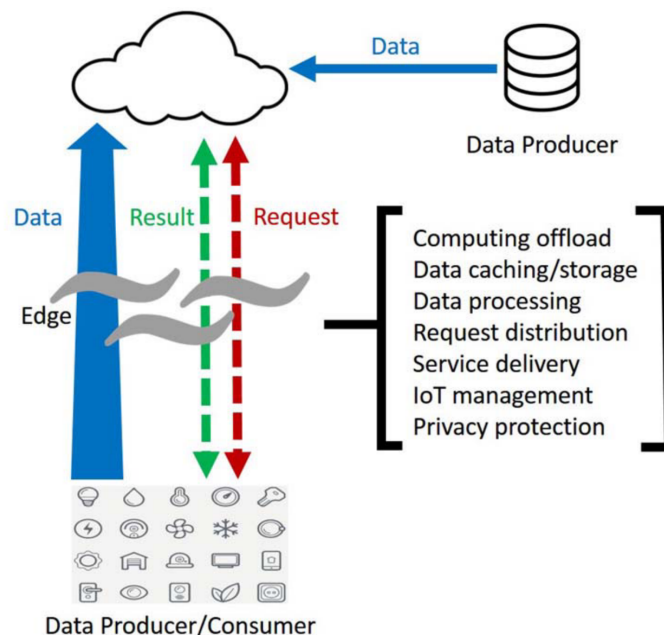 Data
Data Producer
Data
Result
Request
Edge
Computing offload
Data caching/storage
Data processing
Request distribution
Service delivery
IoT management
Privacy protection
Data Producer/Consumer